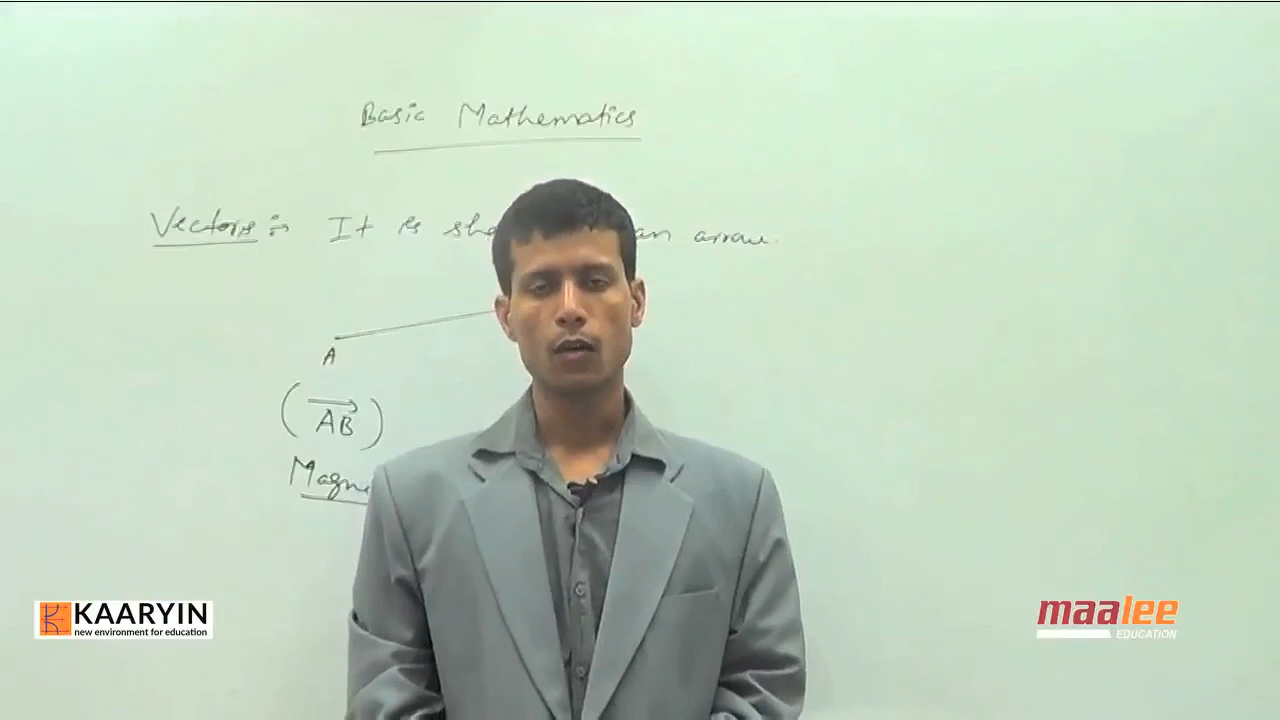 Basic Mathematics
Vectors :- It is sh an arrow.
A
(AB)
Magn
KAARYIN
new environment for education
maalee
EDUCATION